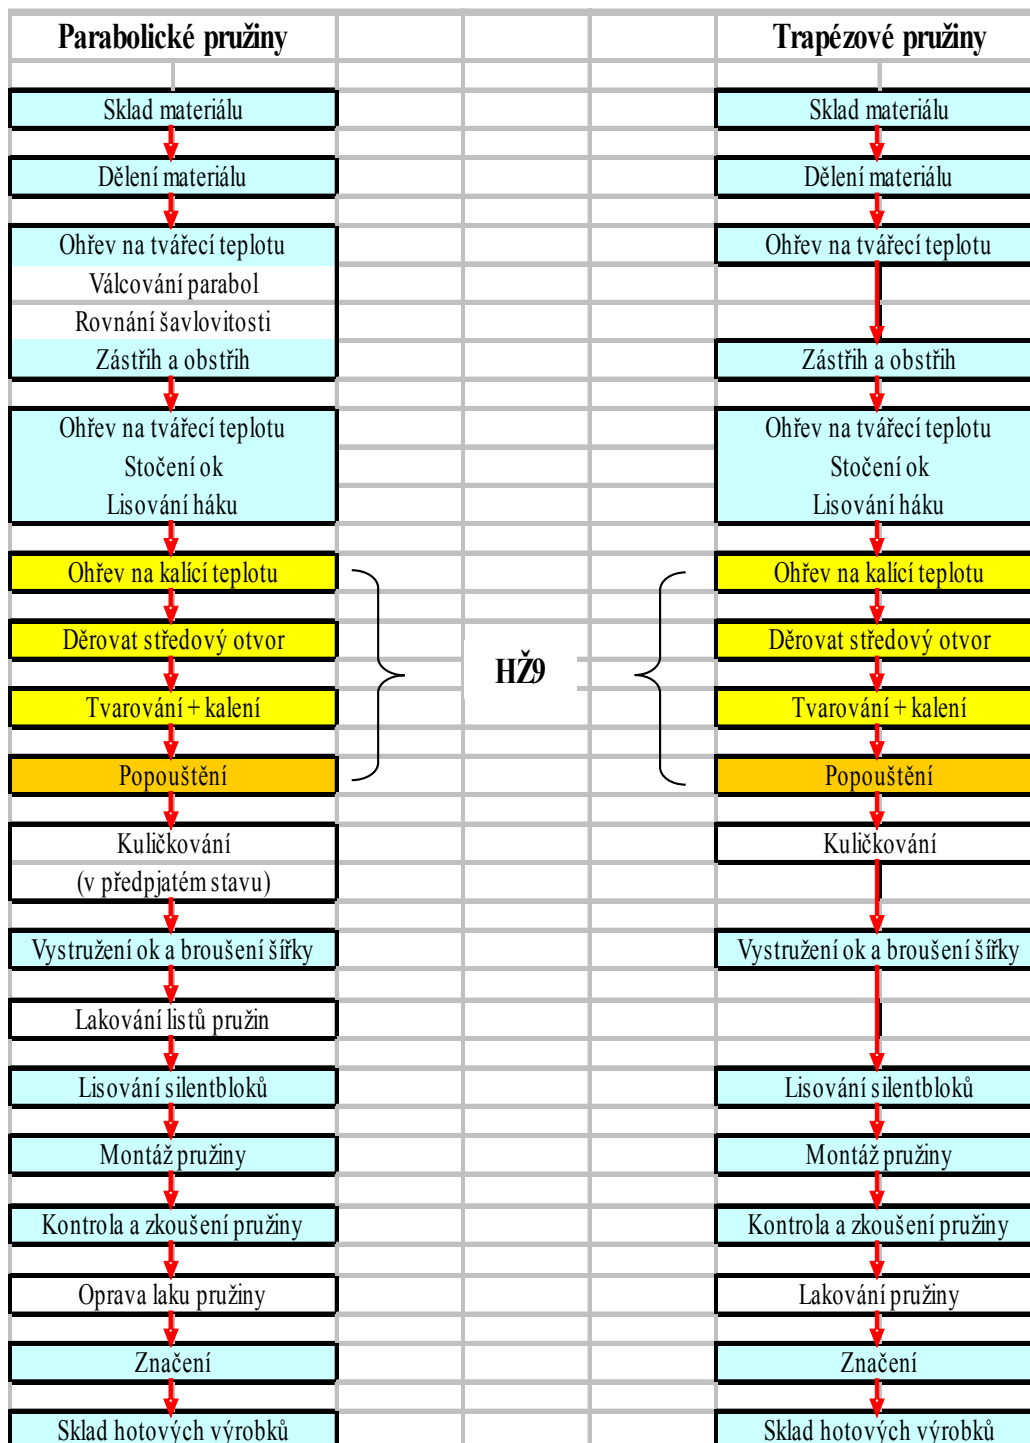 Parabolické pružiny
Sklad materiálu
Dělení materiálu
Ohřev na tvářecí teplotu
Válcování parabol
Rovnání šavlovitosti
Zástřih a obstřih
Ohřev na tvářecí teplotu
Stočení ok
Lisování háku
Ohřev na kalící teplotu
Děrovat středový otvor
Tvarování + kalení
Popouštění
Kuličkování
(v předpjatém stavu)
Vystružení ok a broušení šířky
Lakování listů pružin
Lisování silentbloků
Montáž pružiny
Kontrola a zkoušení pružiny
Oprava laku pružiny
Značení
Sklad hotových výrobků
HŽ9
Trapézové pružiny
Sklad materiálu
Dělení materiálu
Ohřev na tvářecí teplotu
Zástřih a obstřih
Ohřev na tvářecí teplotu
Stočení ok
Lisování háku
Ohřev na kalící teplotu
Děrovat středový otvor
Tvarování + kalení
Popouštění
Kuličkování
Vystružení ok a broušení šířky
Lisování silentbloků
Montáž pružiny
Kontrola a zkoušení pružiny
Lakování pružiny
Značení
Sklad hotových výrobků